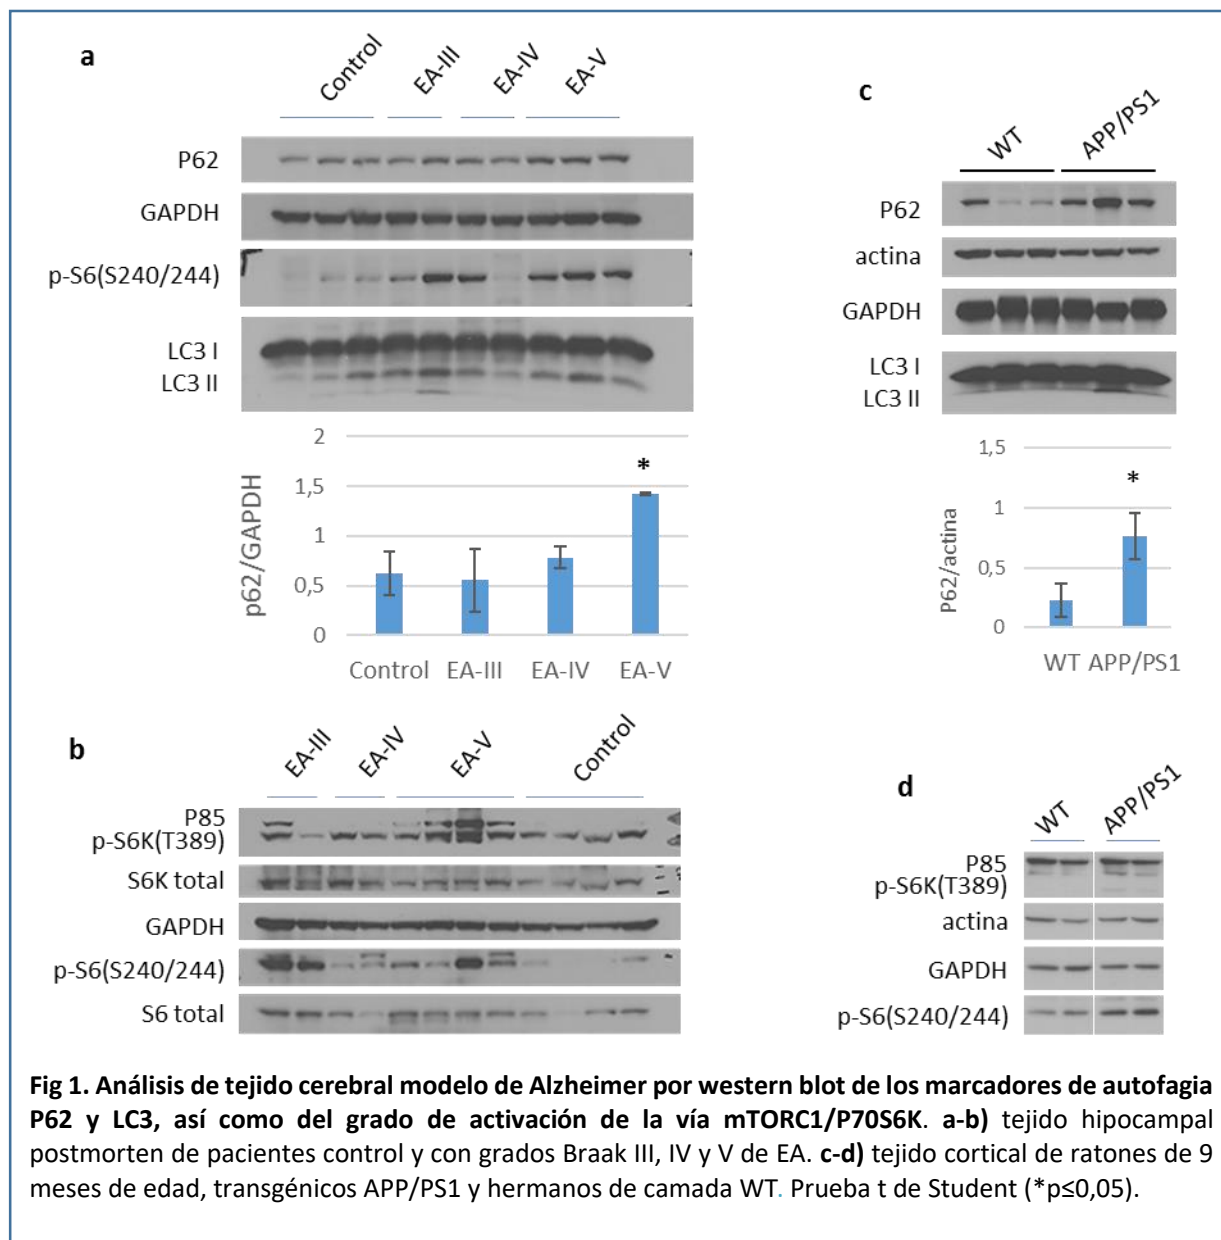 a
Control
EA-III
EA-IV
EA-V
P62
GAPDH
p-S6(S240/244)
LC3 I
LC3 II
2
1,5
1
0,5
0
p62/GAPDH
*
Control EA-III EA-IV EA-V
c
WT
APP/PS1
P62
actina
GAPDH
LC3 I
LC3 II
1,5
1
0,5
0
P62/actina
*
WT APP/PS1
b
EA-III
EA-IV
EA-V
Control
P85
p-S6K(T389)
S6K total
GAPDH
p-S6(S240/244)
S6 total
d
WT
APP/PS1
P85
p-S6K(T389)
actina
GAPDH
p-S6(S240/244)
Fig 1. Análisis de tejido cerebral modelo de Alzheimer por western blot de los marcadores de autofagia
P62 y LC3, así como del grado de activación de la vía mTORC1/P70S6K. a-b) tejido hipocampal
postmorten de pacientes control y con grados Braak III, IV y V de EA. c-d) tejido cortical de ratones de 9
meses de edad, transgénicos APP/PS1 y hermanos de camada WT. Prueba t de Student (*p≤0,05).